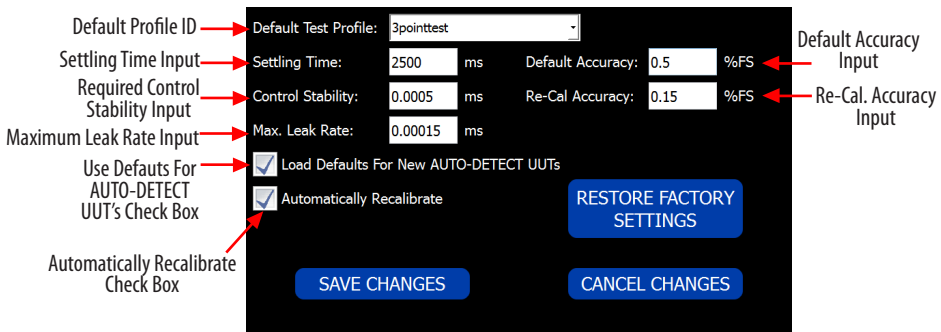 Default Profile ID
Default Test Profile: 3pointtest
Settling Time Input
Settling Time: 2500 ms
Default Accuracy: 0.5 %FS
Default Accuracy
Input
Required Control
Stability Input
Control Stability: 0.0005 ms
Re-Cal Accuracy: 0.15 %FS
Re-Cal. Accuracy
Input
Maximum Leak Rate Input
Max. Leak Rate: 0.00015 ms
Use Defauts For
AUTO-DETECT
UUT's Check Box
Load Defaults For New AUTO-DETECT UUTs
Automatically Recalibrate
RESTORE FACTORY
SETTINGS
Automatically Recalibrate
Check Box
SAVE CHANGES
CANCEL CHANGES